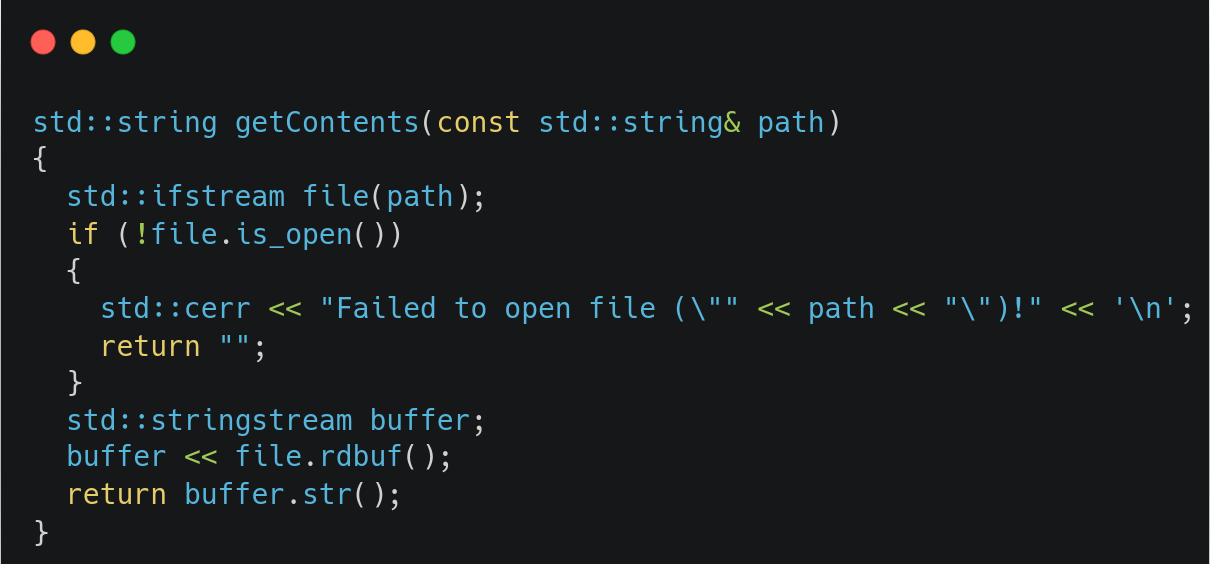 std::string getContents(const std::string& path)
{
  std::ifstream file(path);
  if (!file.is_open())
  {
    std::cerr << "Failed to open file (\"" << path << "\")!" << '\n';
    return "";
  }
  std::stringstream buffer;
  buffer << file.rdbuf();
  return buffer.str();
}